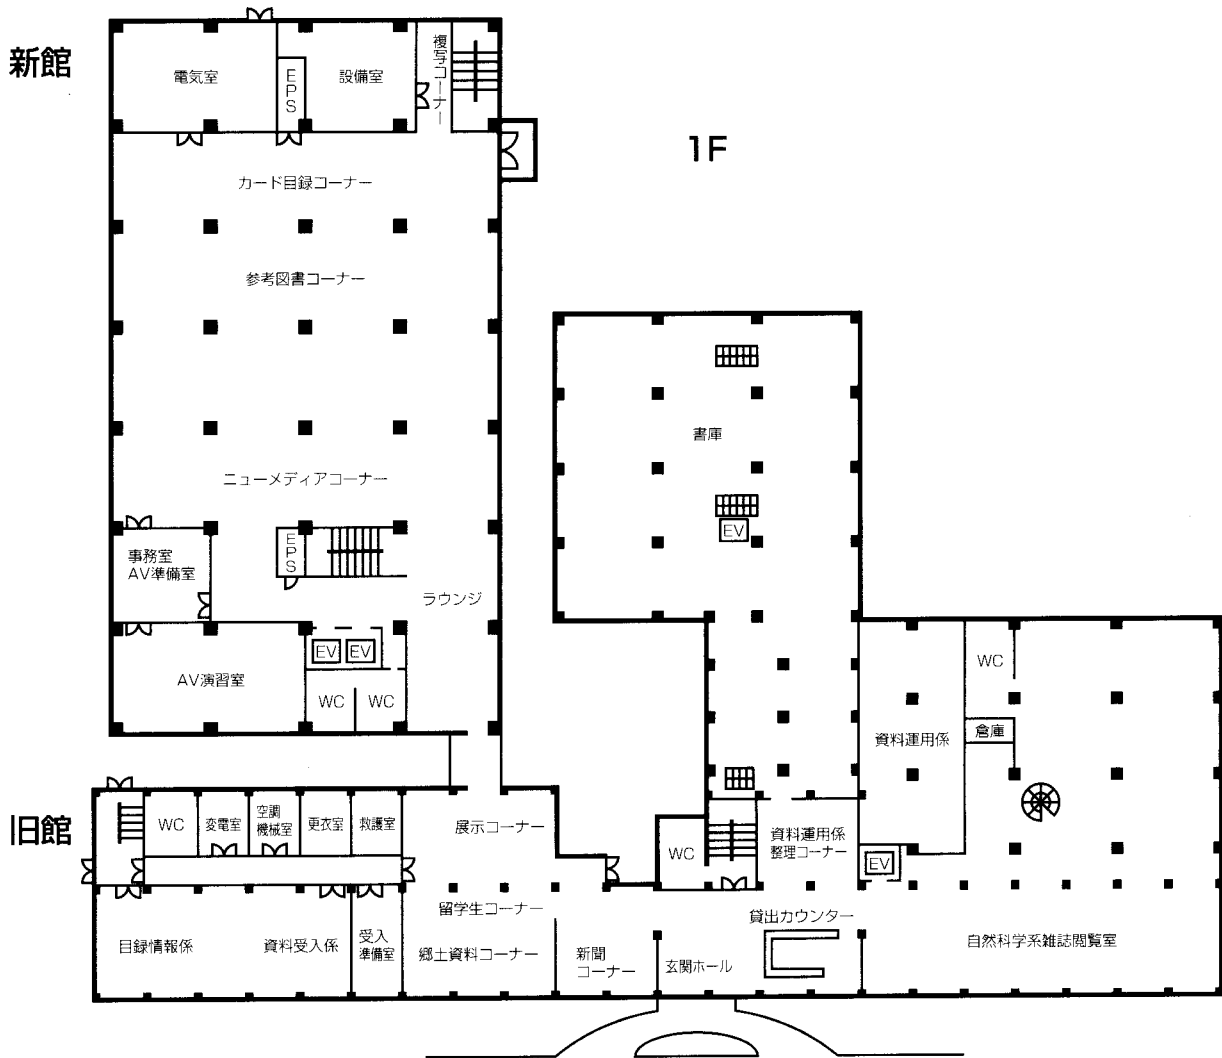 新館
1F
電気室
EPS
設備室
複写コーナー
カード目録コーナー
参考図書コーナー
ニューメディアコーナー
事務室
AV準備室
EPS
ラウンジ
EV
EV
AV演習室
WC
WC
書庫
EV
旧館
WC
変電室
空調
機械室
更衣室
救護室
展示コーナー
WC
資料運用係
整理コーナー
資料運用係
WC
倉庫
EV
目録情報係
資料受入係
受入
準備室
留学生コーナー
郷土資料コーナー
新聞
コーナー
玄関ホール
貸出カウンター
自然科学系雑誌閲覧室